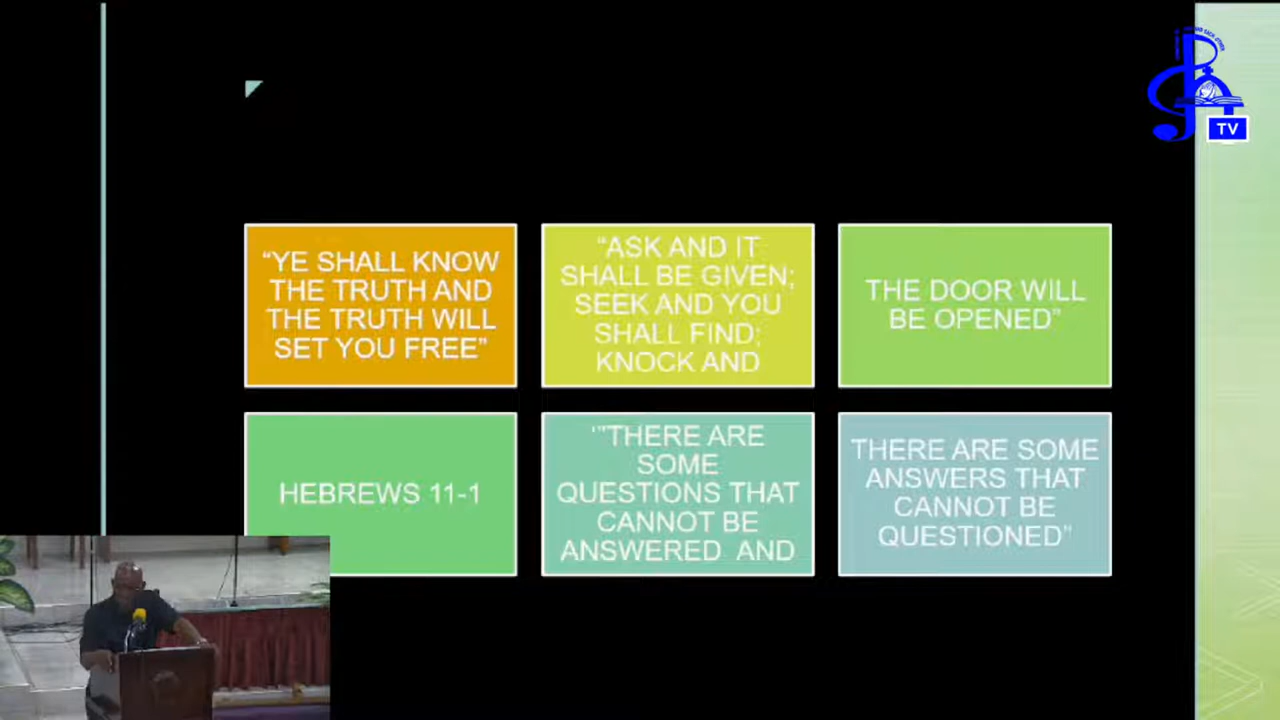 TV
“YE SHALL KNOW
THE TRUTH AND
THE TRUTH WILL
SET YOU FREE”
“ASK AND IT
SHALL BE GIVEN;
SEEK AND YOU
SHALL FIND;
KNOCK AND
THE DOOR WILL
BE OPENED”
HEBREWS 11-1
‘”THERE ARE
SOME
QUESTIONS THAT
CANNOT BE
ANSWERED AND
THERE ARE SOME
ANSWERS THAT
CANNOT BE
QUESTIONED”